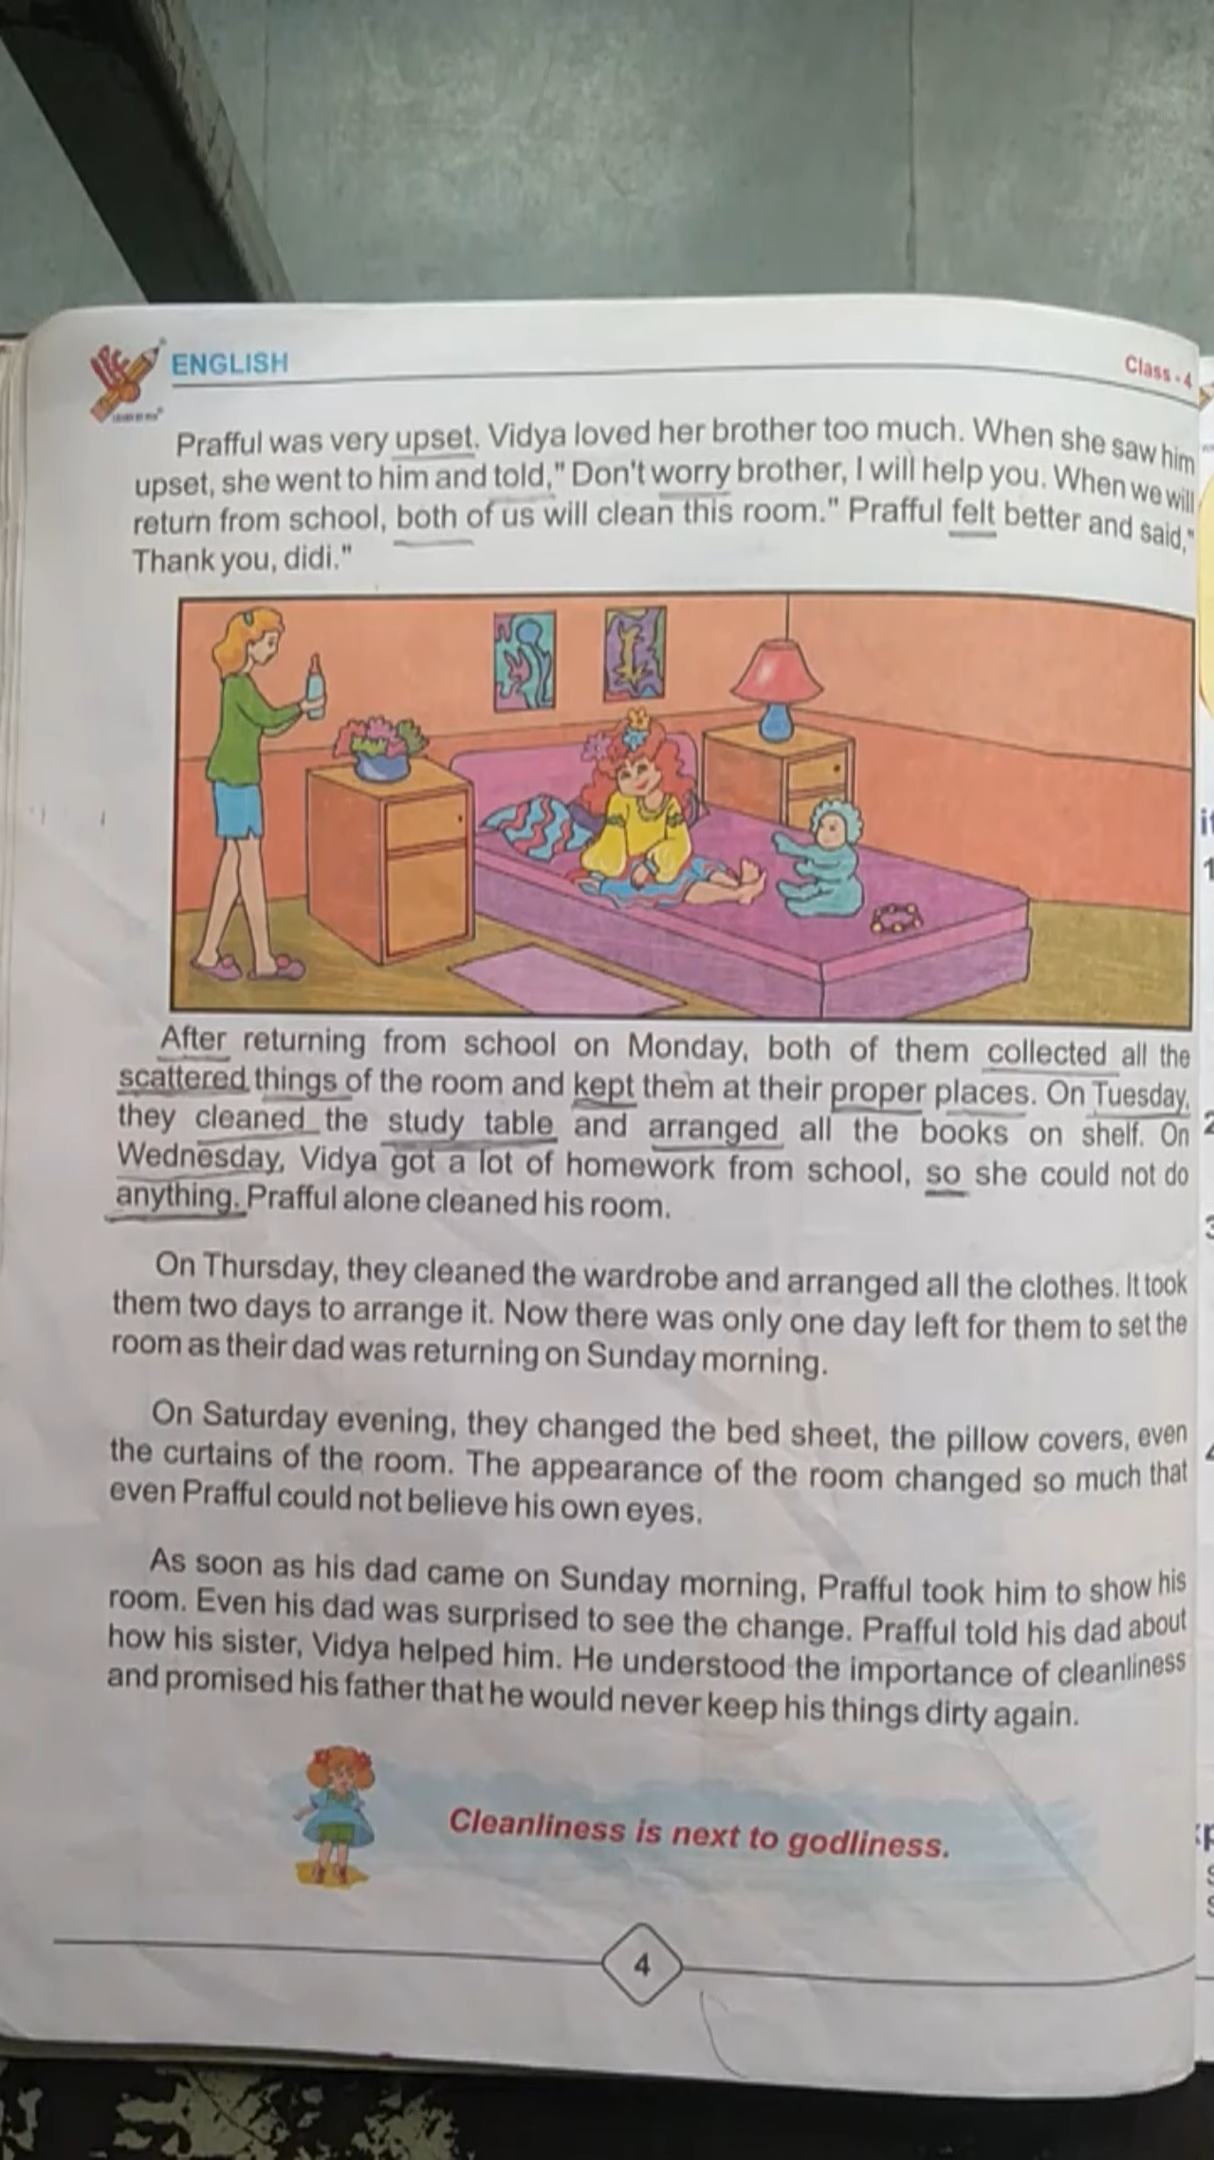 ENGLISH
Class - 4
Prafful was very upset. Vidya loved her brother too much. When she saw him
upset, she went to him and told," Don't worry brother, I will help you. When we will
return from school, both of us will clean this room." Prafful felt better and said,"
Thank you, didi."
After returning from school on Monday, both of them collected all the
scattered things of the room and kept them at their proper places. On Tuesday,
they cleaned the study table and arranged all the books on shelf. On
Wednesday, Vidya got a lot of homework from school, so she could not do
anything. Prafful alone cleaned his room.
On Thursday, they cleaned the wardrobe and arranged all the clothes. It took
them two days to arrange it. Now there was only one day left for them to set the
room as their dad was returning on Sunday morning.
On Saturday evening, they changed the bed sheet, the pillow covers, even
the curtains of the room. The appearance of the room changed so much that
even Prafful could not believe his own eyes.
As soon as his dad came on Sunday morning, Prafful took him to show his
room. Even his dad was surprised to see the change. Prafful told his dad about
how his sister, Vidya helped him. He understood the importance of cleanliness
and promised his father that he would never keep his things dirty again.
Cleanliness is next to godliness.
4